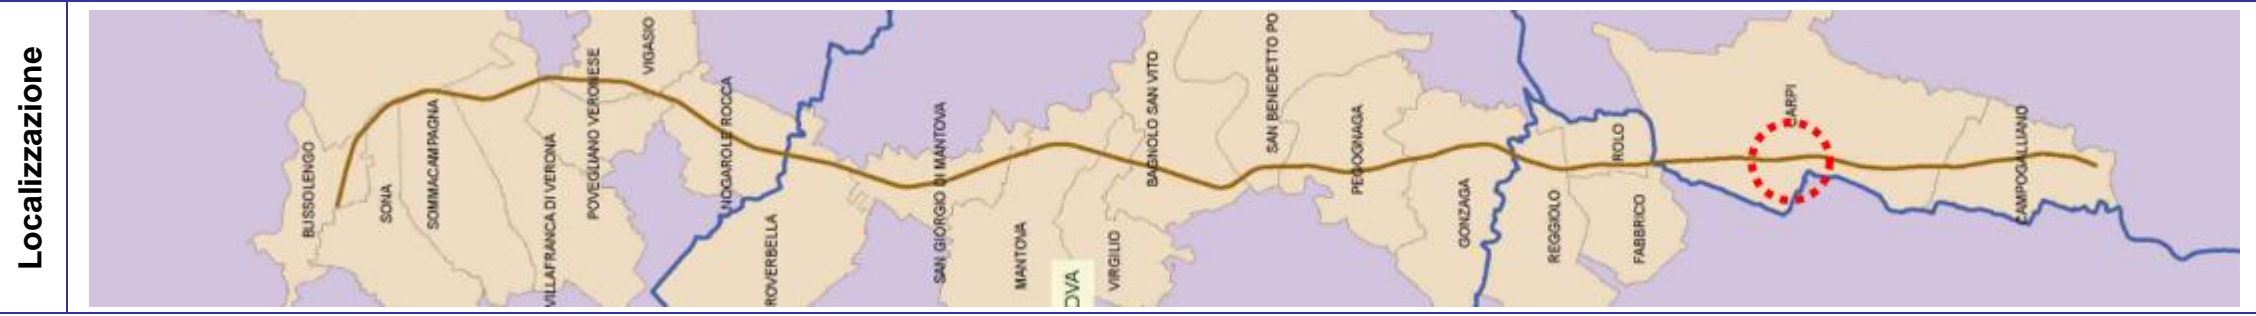 Localizzazione
BUSSOLENGO
SONA
SOMMACAMPAGNA
VILLAFRANCA DI VERONA
POVEGLIANO VERONESE
VIGASIO
NOGAROLE ROCCA
ROVERBELLA
SAN GIORGIO DI MANTOVA
MANTOVA
OVA
VIRGILIO
BAGNOLO SAN VITO
SAN BENEDETTO PO
PEGOGNAGA
GONZAGA
REGGIOLO
ROLO
FABBRICO
CARPI
CAMPOGALLIANO